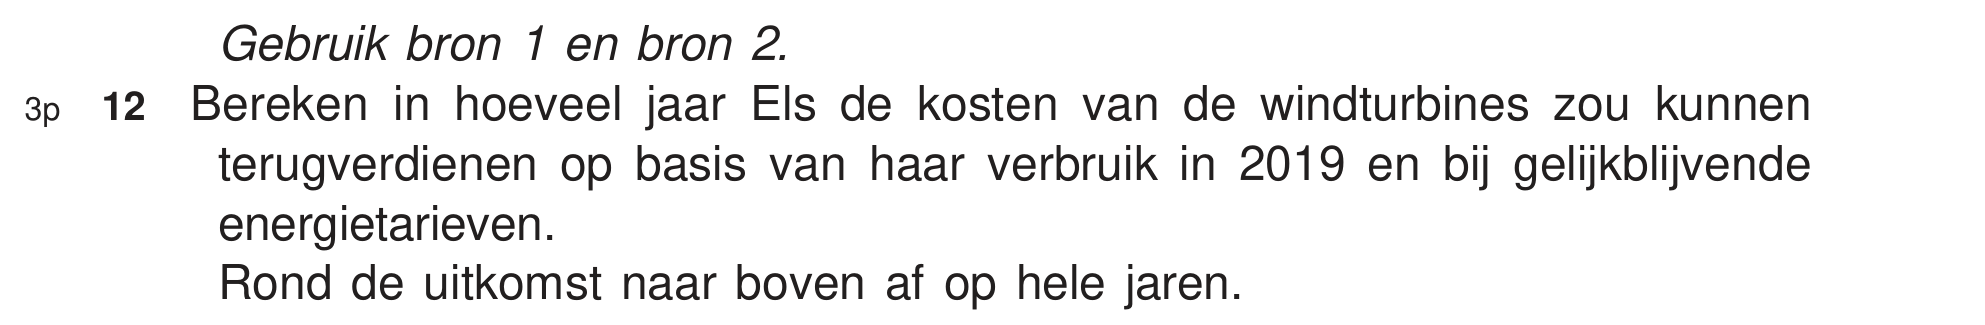 Gebruik bron 1 en bron 2.
3p 12 Bereken in hoeveel jaar Els de kosten van de windturbines zou kunnen
terugverdienen op basis van haar verbruik in 2019 en bij gelijkblijvende
energietarieven.
Rond de uitkomst naar boven af op hele jaren.